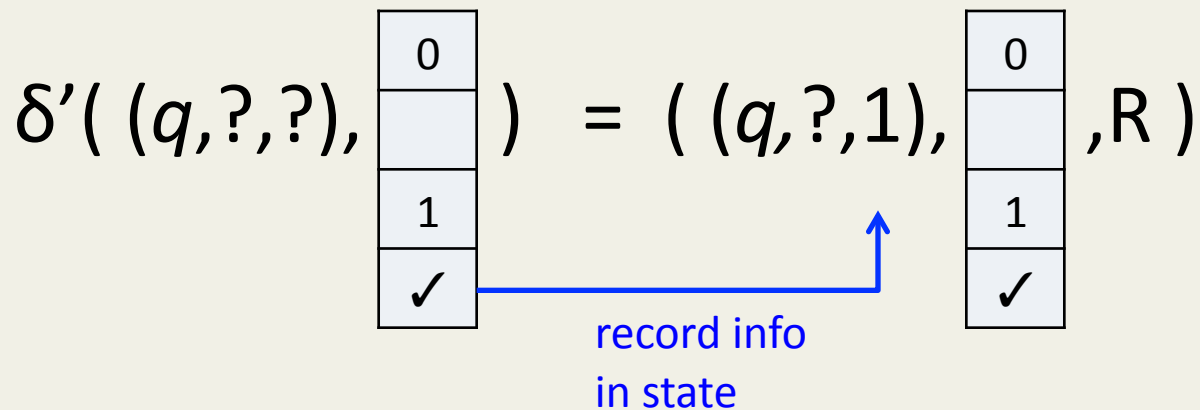 δ’( (q,?,?), 0 1 ✓ ) = ( (q,?,1), 0 1 ✓ ,R )
record info
in state